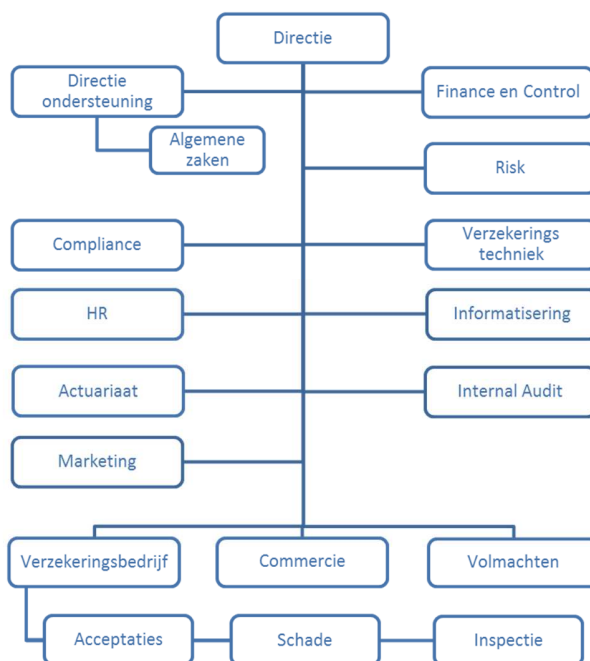 Directie
Directie
ondersteuning
Finance en Control
Algemene
zaken
Risk
Compliance
Verzekerings
techniek
HR
Informatisering
Actuariaat
Internal Audit
Marketing
Verzekeringsbedrijf
Commercie
Volmachten
Acceptaties
Schade
Inspectie